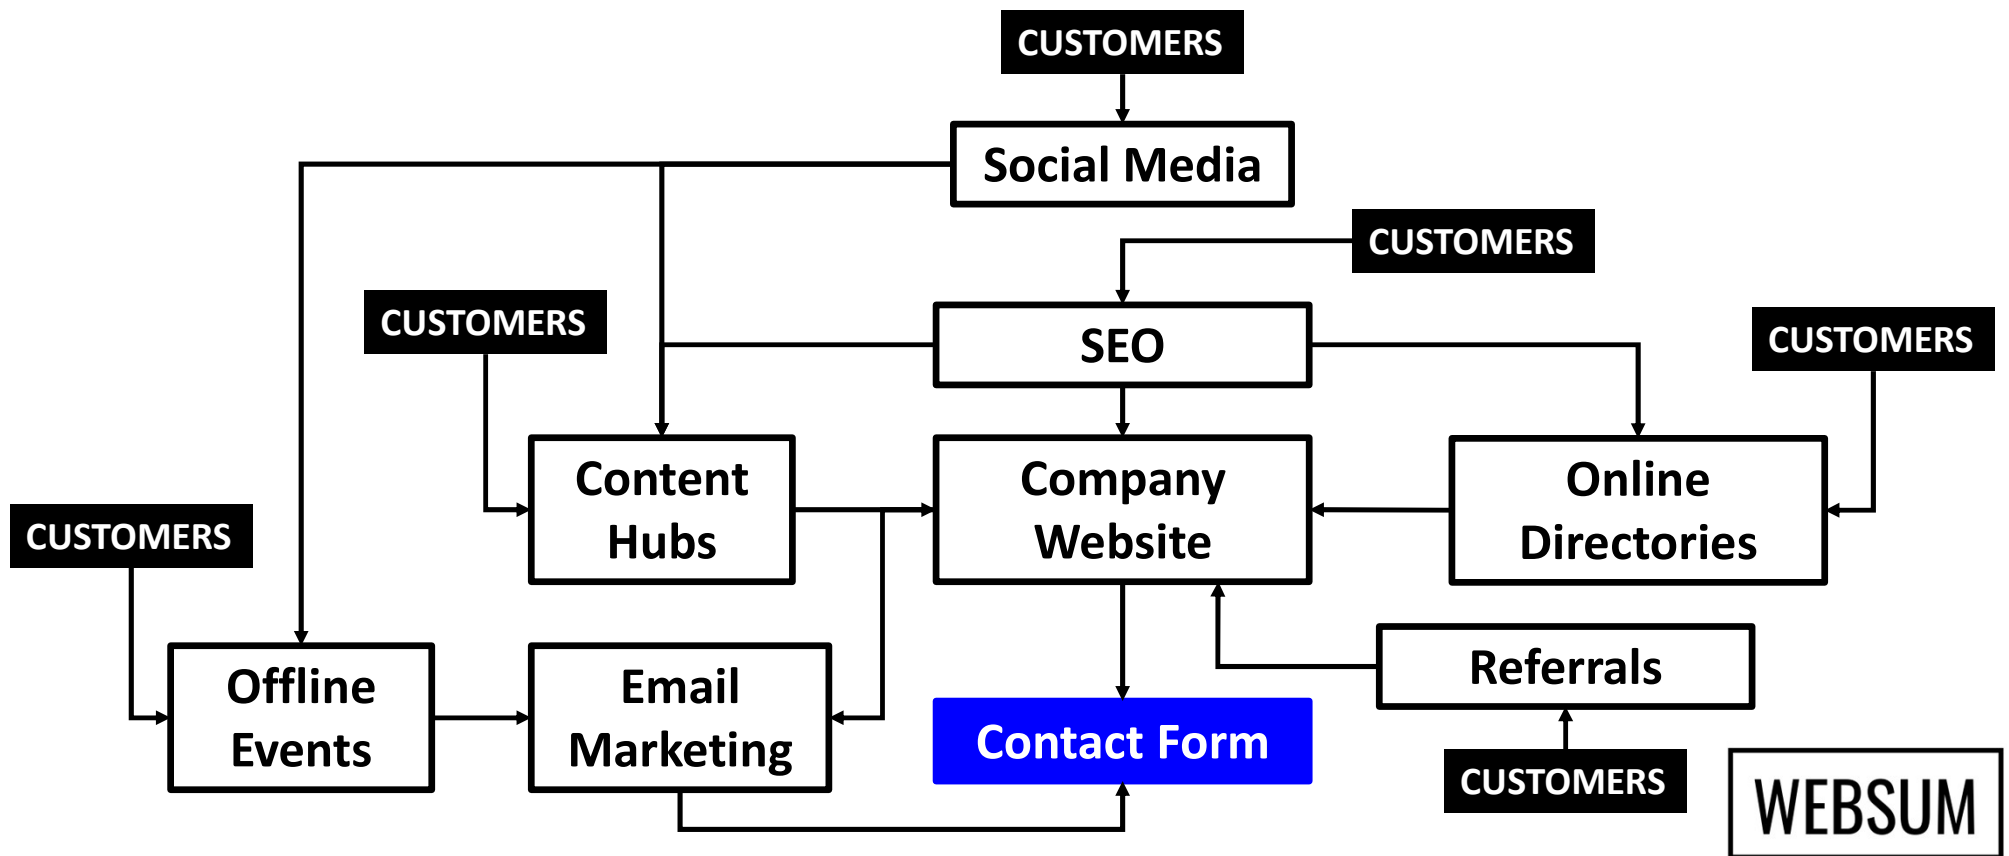 CUSTOMERS
Social Media
CUSTOMERS
CUSTOMERS
SEO
CUSTOMERS
Content
Hubs
Company
Website
Online
Directories
CUSTOMERS
Offline
Events
Email
Marketing
Contact Form
Referrals
CUSTOMERS
WEBSUM